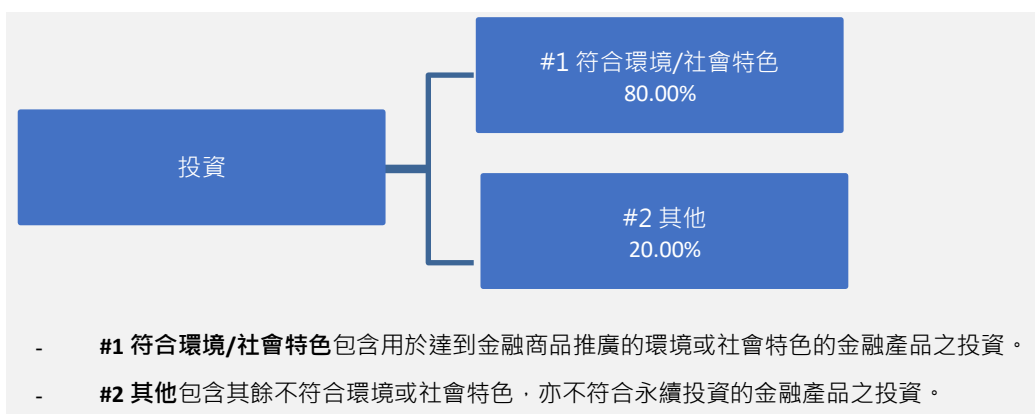 #1 符合環境/社會特色
80.00%
投資
#2 其他
20.00%
- #1 符合環境/社會特色包含用於達到金融商品推廣的環境或社會特色的金融產品之投資。
- #2 其他包含其餘不符合環境或社會特色，亦不符合永續投資的金融產品之投資。